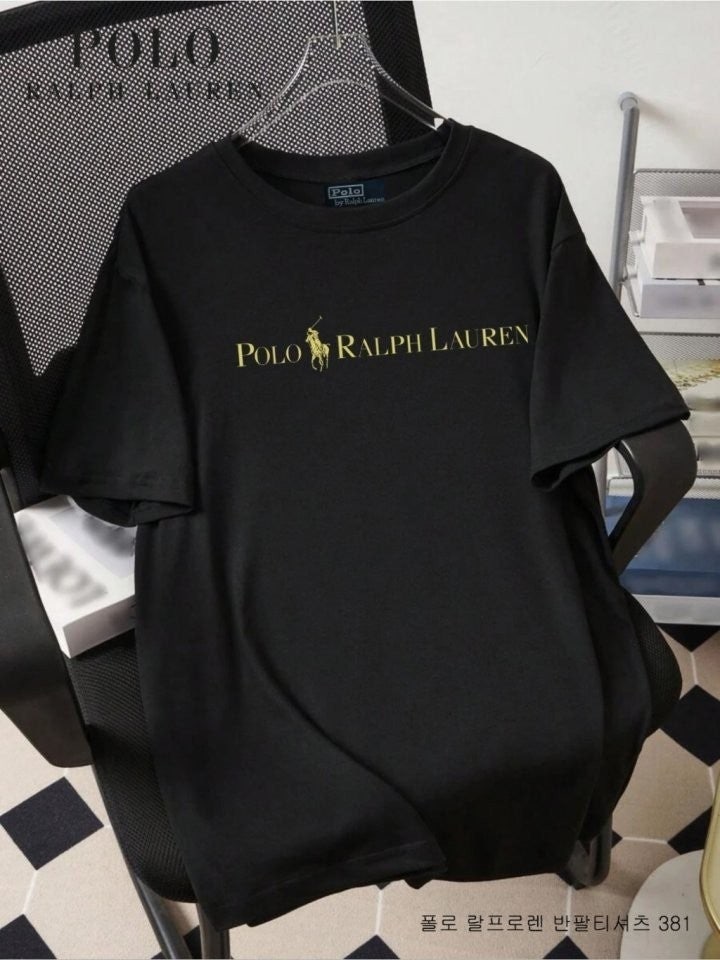 POLO
RALPH LAUREN
Polo
by Ralph Lauren
POLO RALPH LAUREN
폴로 랄프로렌 반팔티셔츠 381